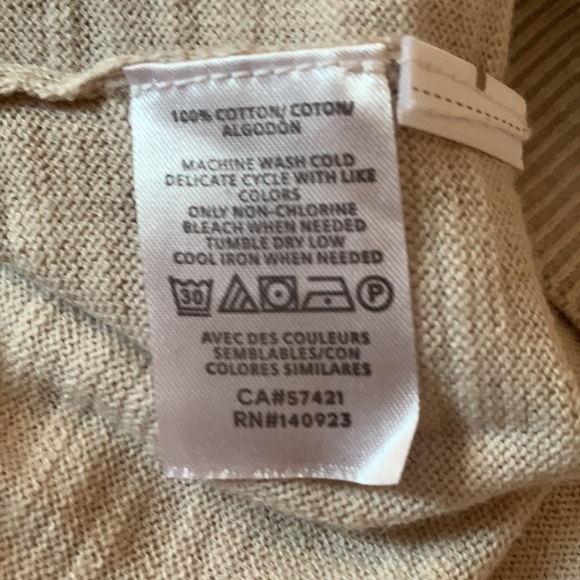 100% COTTON/ COTON/
ALGODÓN
MACHINE WASH COLD
DELICATE CYCLE WITH LIKE
COLORS
ONLY NON-CHLORINE
BLEACH WHEN NEEDED
TUMBLE DRY LOW
COOL IRON WHEN NEEDED
30 P
AVEC DES COULEURS
SEMBLABLES/CON
COLORES SIMILARES
CA#57421
RN#140923